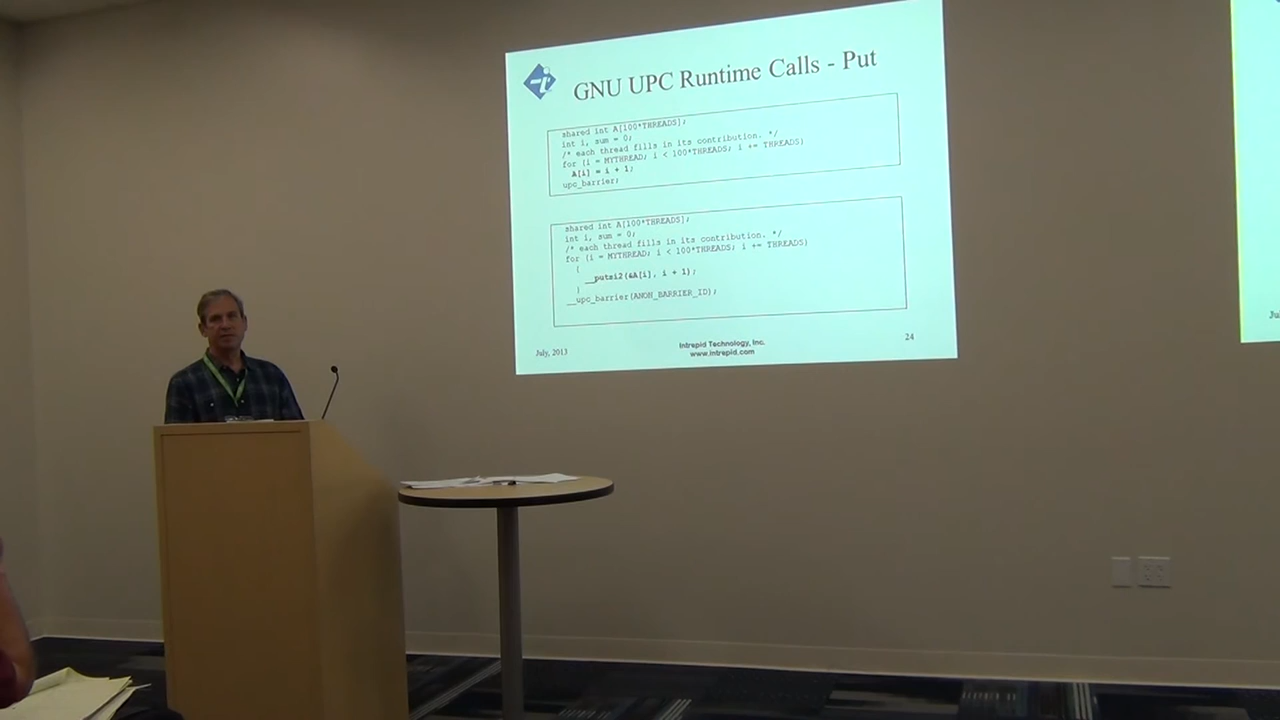 GNU UPC Runtime Calls - Put
shared int A[100*THREADS];
int i, sum = 0;
/* each thread fills in its contribution. */
for (i = MYTHREAD; i < 100*THREADS; i += THREADS)
A[i] = i + 1;
upc_barrier;
shared int A[100*THREADS];
int i, sum = 0;
/* each thread fills in its contribution. */
for (i = MYTHREAD; i < 100*THREADS; i += THREADS)
{
__putsi2(&A[i], i + 1);
}
__upc_barrier(ANON_BARRIER_ID);
July, 2013
Intrepid Technology, Inc.
www.intrepid.com
24